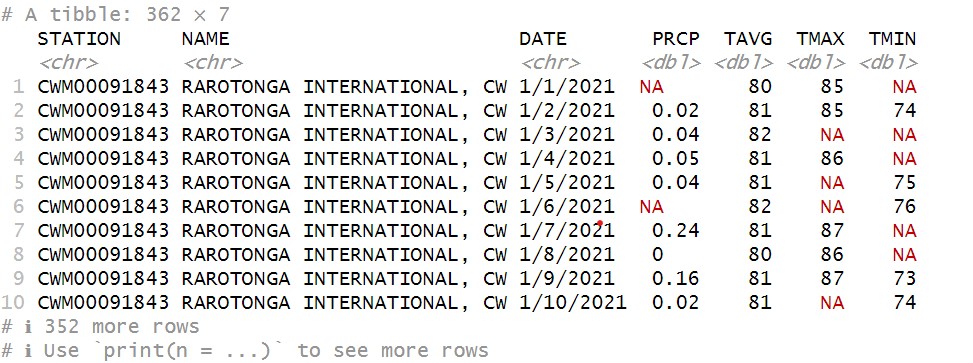 # A tibble: 362 × 7
STATION NAME DATE PRCP TAVG TMAX TMIN
<chr> <chr> <chr> <dbl> <dbl> <dbl> <dbl>
1 CWM00091843 RAROTONGA INTERNATIONAL, CW 1/1/2021 NA 80 85 NA
2 CWM00091843 RAROTONGA INTERNATIONAL, CW 1/2/2021 0.02 81 85 74
3 CWM00091843 RAROTONGA INTERNATIONAL, CW 1/3/2021 0.04 82 NA NA
4 CWM00091843 RAROTONGA INTERNATIONAL, CW 1/4/2021 0.05 81 86 NA
5 CWM00091843 RAROTONGA INTERNATIONAL, CW 1/5/2021 0.04 81 NA 75
6 CWM00091843 RAROTONGA INTERNATIONAL, CW 1/6/2021 NA 82 NA 76
7 CWM00091843 RAROTONGA INTERNATIONAL, CW 1/7/2021 0.24 81 87 NA
8 CWM00091843 RAROTONGA INTERNATIONAL, CW 1/8/2021 0 80 86 NA
9 CWM00091843 RAROTONGA INTERNATIONAL, CW 1/9/2021 0.16 81 87 73
10 CWM00091843 RAROTONGA INTERNATIONAL, CW 1/10/2021 0.02 81 NA 74
# ℹ 352 more rows
# ℹ Use `print(n = ...)` to see more rows